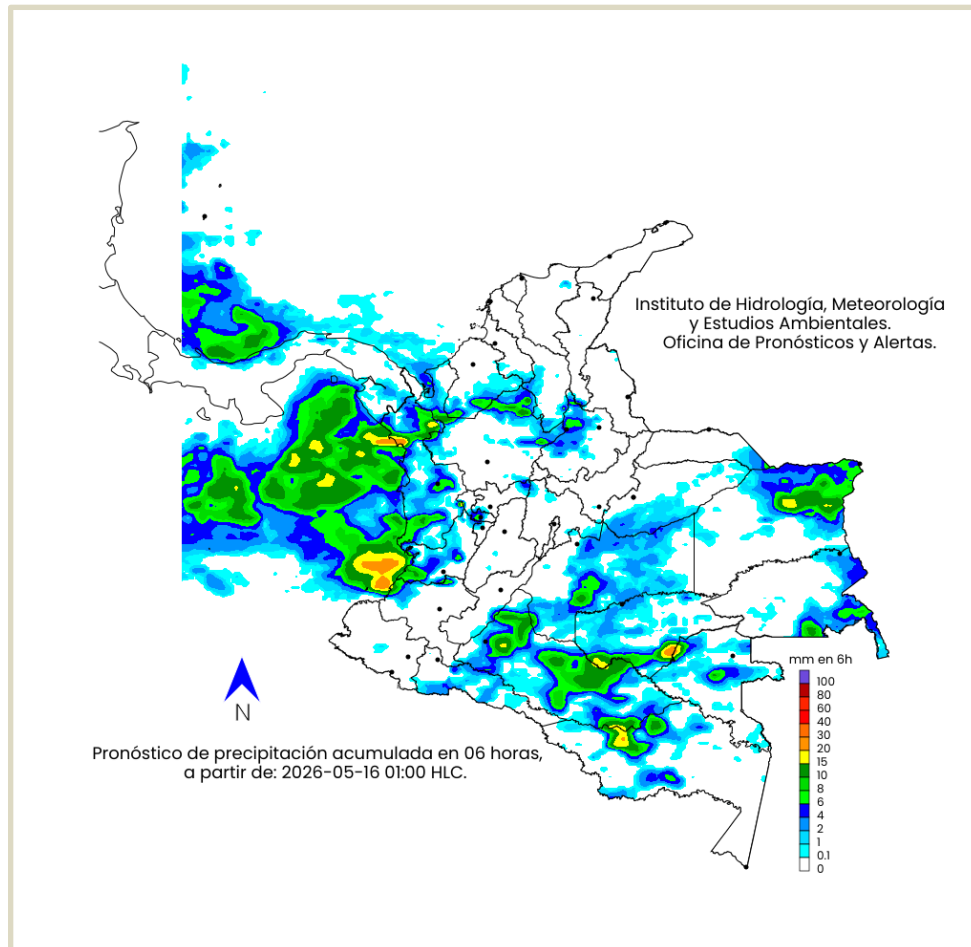 Instituto de Hidrología, Meteorología
y Estudios Ambientales.
Oficina de Pronósticos y Alertas.
mm en 6h
100
80
60
40
30
20
15
10
8
6
4
2
1
0.1
0
N
Pronóstico de precipitación acumulada en 06 horas,
a partir de: 2026-05-16 01:00 HLC.